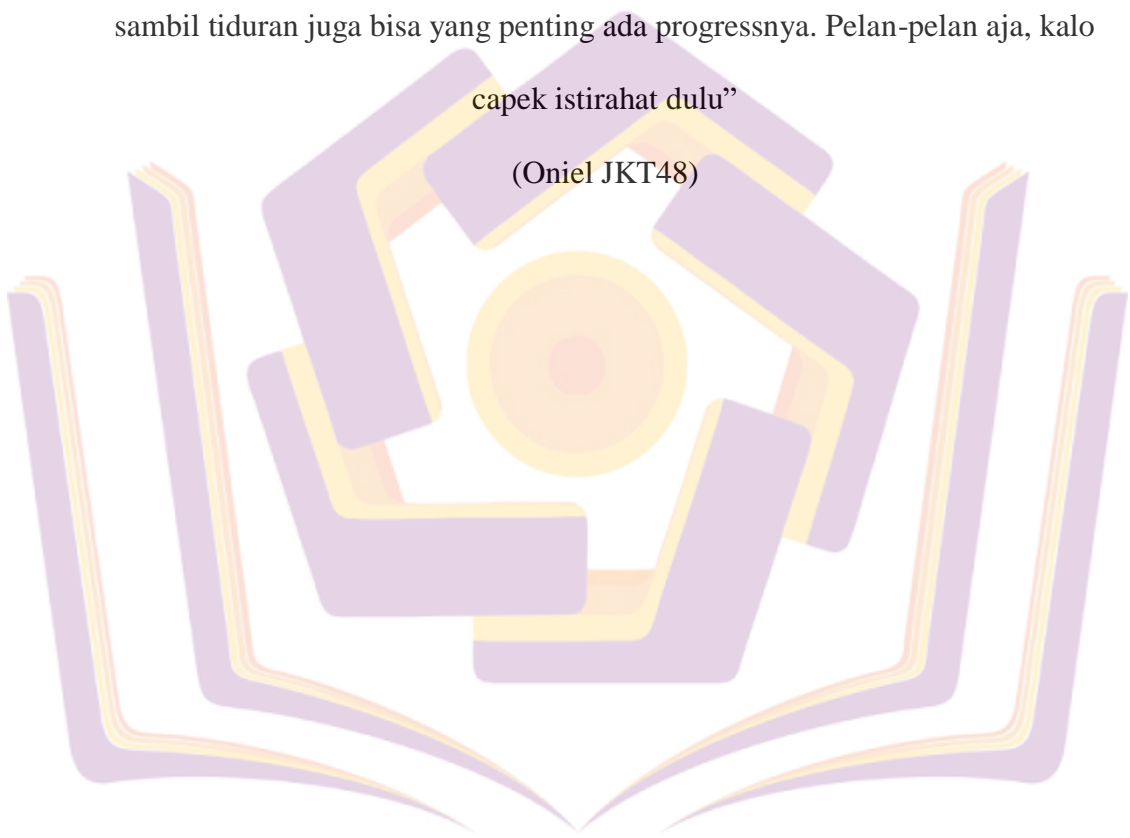 sambil tiduran juga bisa yang penting ada progressnya. Pelan-pelan aja, kalo
capek istirahat dulu”
(Oniel JKT48)